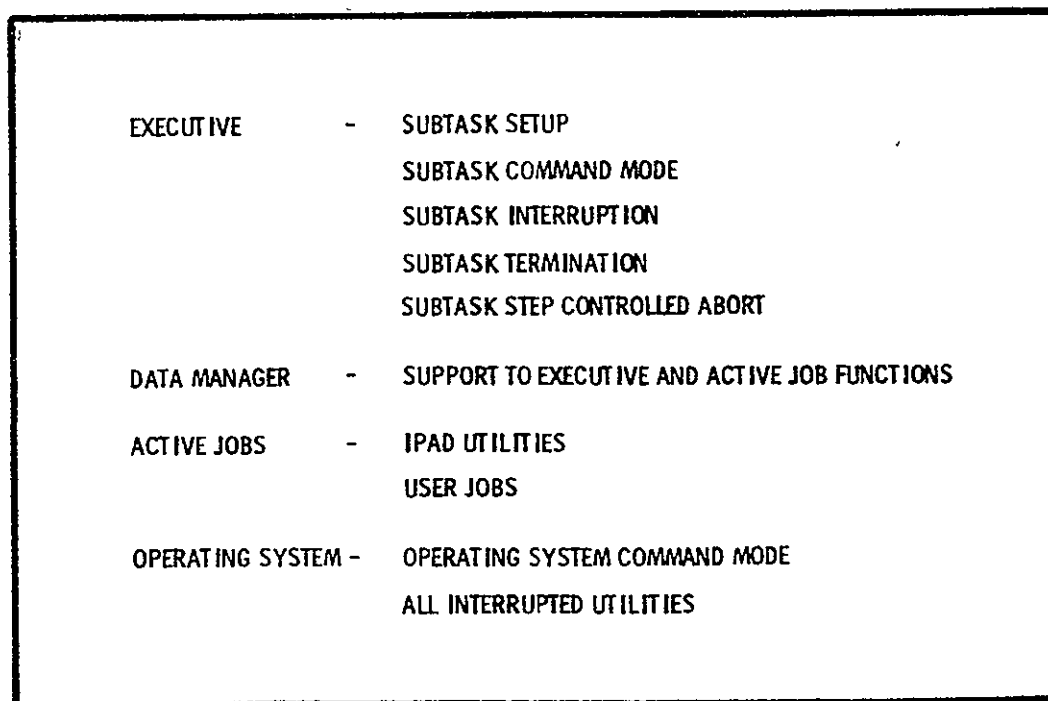 EXECUTIVE - SUBTASK SETUP
SUBTASK COMMAND MODE
SUBTASK INTERRUPTION
SUBTASK TERMINATION
SUBTASK STEP CONTROLLED ABORT
DATA MANAGER - SUPPORT TO EXECUTIVE AND ACTIVE JOB FUNCTIONS
ACTIVE JOBS - IPAD UTILITIES
USER JOBS
OPERATING SYSTEM - OPERATING SYSTEM COMMAND MODE
ALL INTERRUPTED UTILITIES